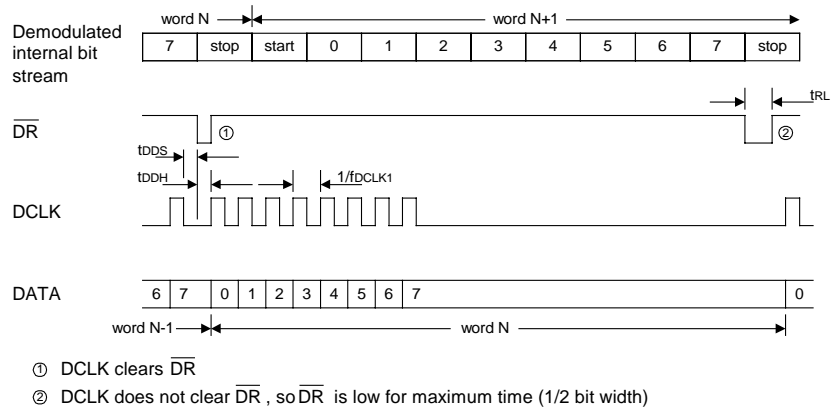 word N word N+1
Demodulated internal bit stream
7 stop start 0 1 2 3 4 5 6 7 stop
tRL
DR ① ②
tDDS
tDDH 1/fDCLK1
DCLK
DATA 6 7 0 1 2 3 4 5 6 7 0
word N-1 word N
① DCLK clears DR
② DCLK does not clear DR , so DR is low for maximum time (1/2 bit width)